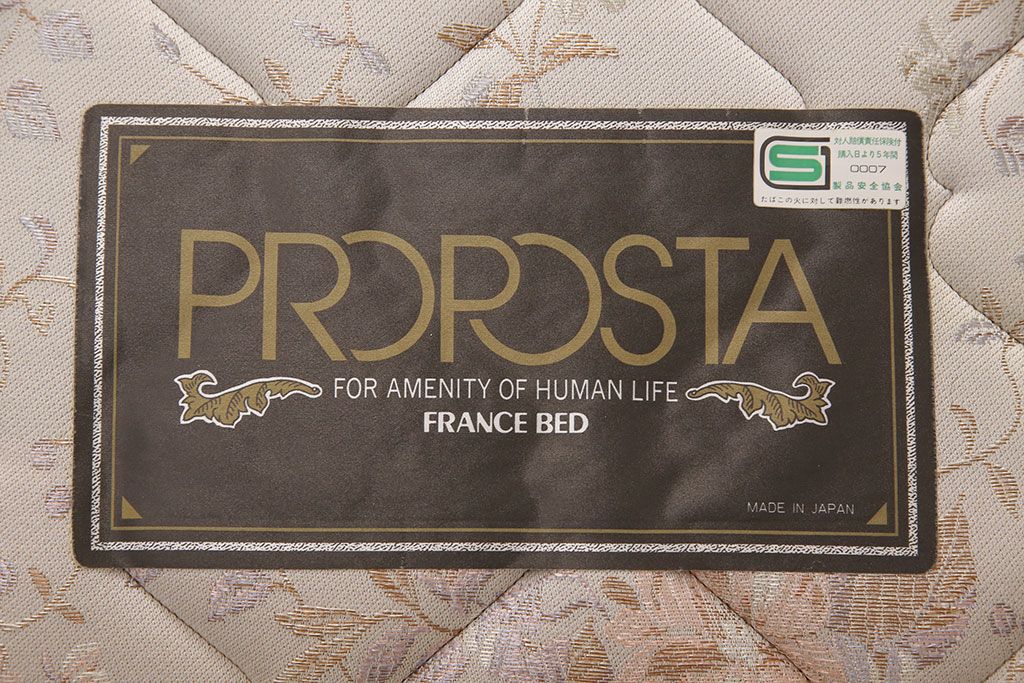 対人賠償責任保険付
購入日より5年間
0007
製品安全協会
たばこの火に対して難燃性があります
PROPOSTA
FOR AMENITY OF HUMAN LIFE
FRANCE BED
MADE IN JAPAN